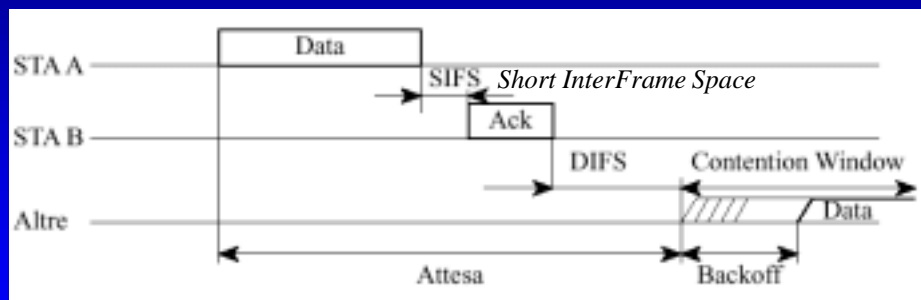 Data
STA A
SIFS Short InterFrame Space
Ack
STA B
DIFS Contention Window
Data
Altre
Attesa Backoff